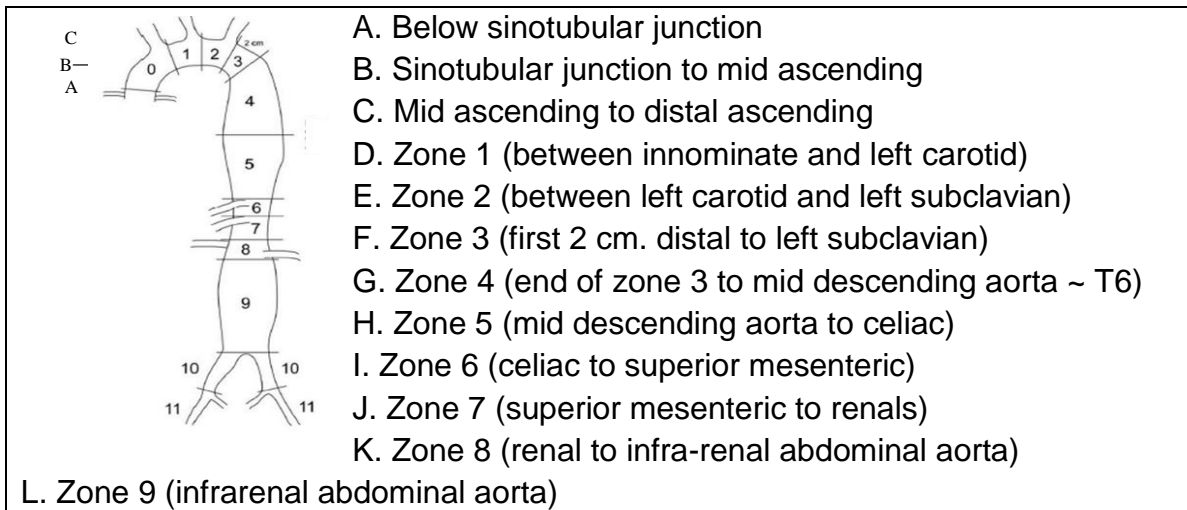 C
B
A
0
1
2
2 cm
3
4
5
6
7
8
9
10
10
11
11
A. Below sinotubular junction
B. Sinotubular junction to mid ascending
C. Mid ascending to distal ascending
D. Zone 1 (between innominate and left carotid)
E. Zone 2 (between left carotid and left subclavian)
F. Zone 3 (first 2 cm. distal to left subclavian)
G. Zone 4 (end of zone 3 to mid descending aorta ~ T6)
H. Zone 5 (mid descending aorta to celiac)
I. Zone 6 (celiac to superior mesenteric)
J. Zone 7 (superior mesenteric to renals)
K. Zone 8 (renal to infra-renal abdominal aorta)
L. Zone 9 (infrarenal abdominal aorta)